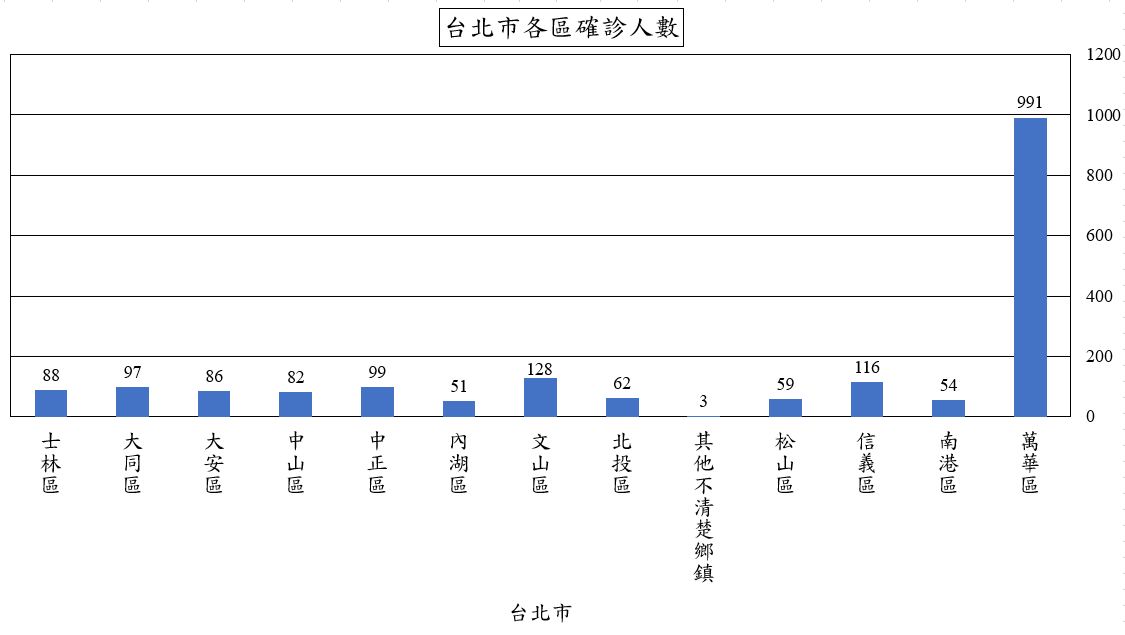 台北市各區確診人數
1200
1000
800
600
400
200
0
88
97
86
82
99
51
128
62
3
59
116
54
991
士林區
大同區
大安區
中山區
中正區
內湖區
文山區
北投區
其他不清楚鄉鎮
松山區
信義區
南港區
萬華區
台北市